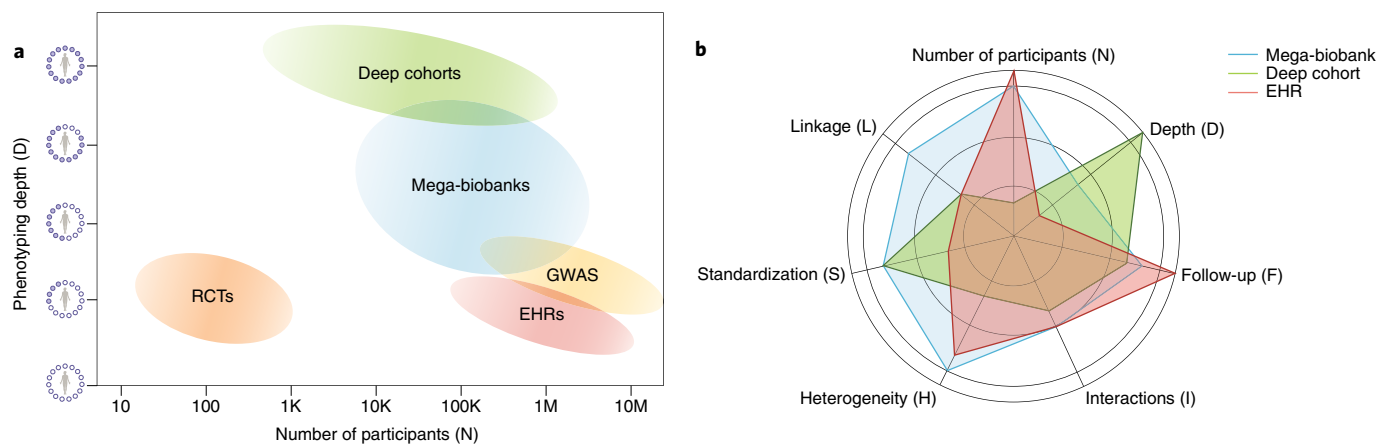 a
Phenotyping depth (D)
Deep cohorts
Mega-biobanks
GWAS
RCTs
EHRs
10 100 1K 10K 100K 1M 10M
Number of participants (N)
b
Mega-biobank
Deep cohort
EHR
Number of participants (N)
Linkage (L)
Depth (D)
Standardization (S)
Follow-up (F)
Heterogeneity (H)
Interactions (I)